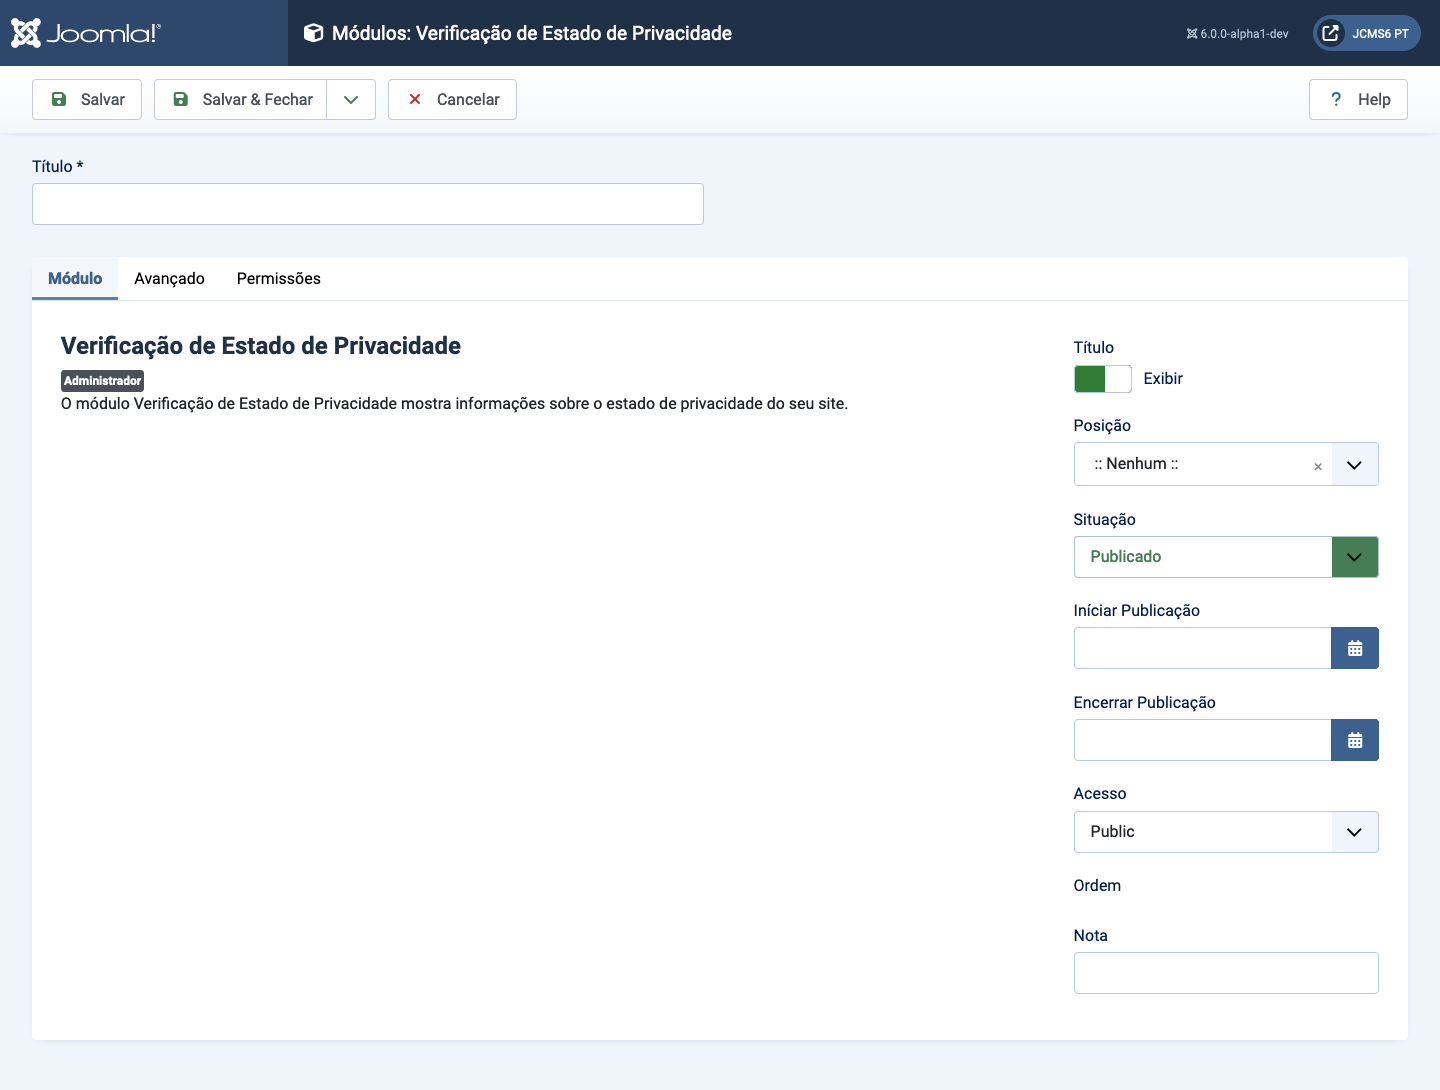 Joomla!
Módulos: Verificação de Estado de Privacidade
6.0.0-alpha1-dev
JCMS6 PT
Salvar
Salvar & Fechar
Cancelar
? Help
Título *
Módulo
Avançado
Permissões
Verificação de Estado de Privacidade
Administrador
O módulo Verificação de Estado de Privacidade mostra informações sobre o estado de privacidade do seu site.
Título
Exibir
Posição
:: Nenhum ::
Situação
Publicado
Iníciar Publicação
Encerrar Publicação
Acesso
Public
Ordem
Nota